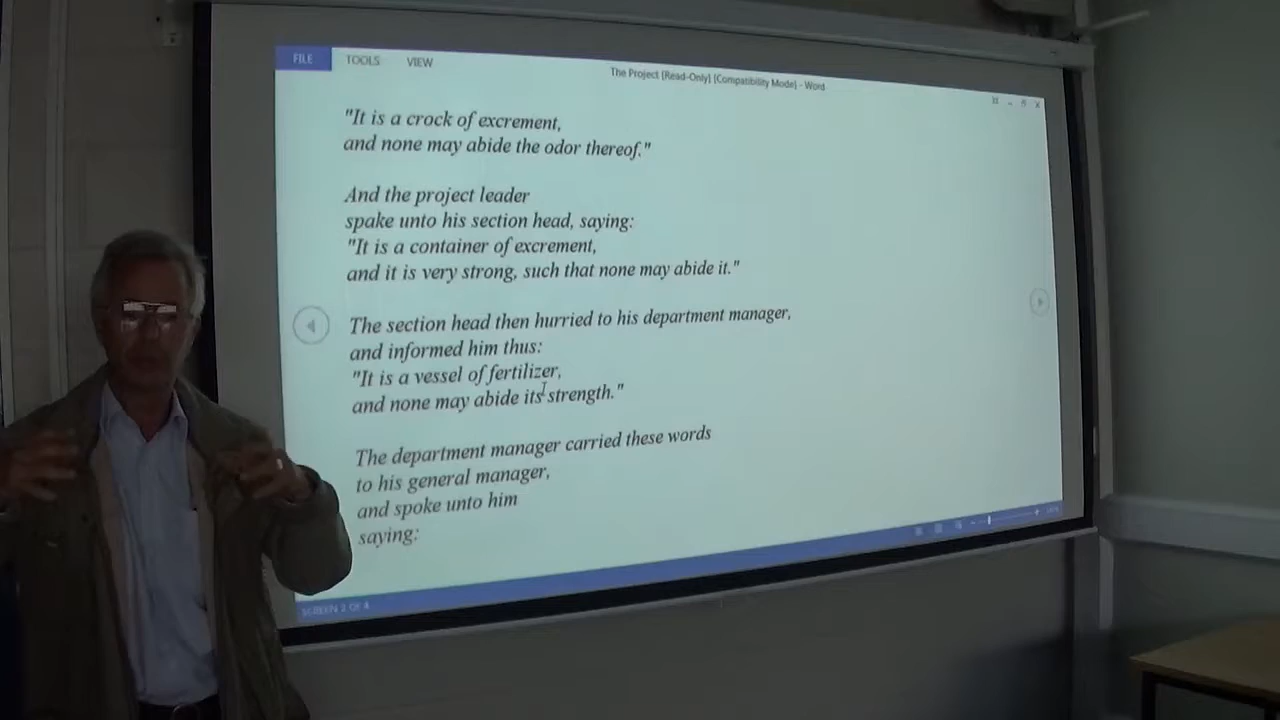 FILE TOOLS VIEW
The Project [Read-Only] [Compatibility Mode] - Word
"It is a crock of excrement,
and none may abide the odor thereof."
And the project leader
spake unto his section head, saying:
"It is a container of excrement,
and it is very strong, such that none may abide it."
The section head then hurried to his department manager,
and informed him thus:
"It is a vessel of fertilizer,
and none may abide its strength."
The department manager carried these words
to his general manager,
and spoke unto him
saying:
SCREEN 2 OF 4